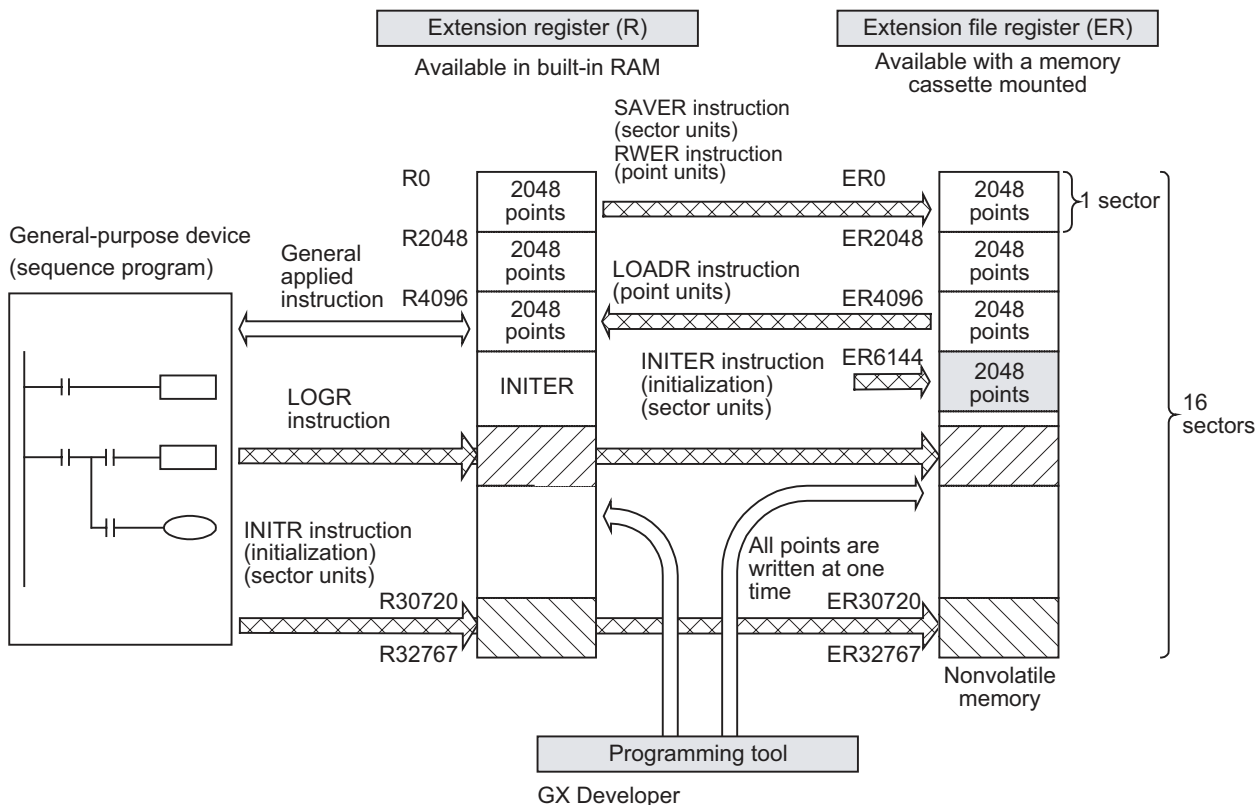 Extension register (R)
Available in built-in RAM
Extension file register (ER)
Available with a memory
cassette mounted
SAVER instruction
(sector units)
RWER instruction
(point units)
R0
2048
points
ER0
2048
points
1 sector
General-purpose device
(sequence program)
General
applied
instruction
R2048
2048
points
ER2048
2048
points
LOADR instruction
(point units)
R4096
2048
points
ER4096
2048
points
INITER
INITER instruction
(initialization)
(sector units)
ER6144
2048
points
16
sectors
LOGR
instruction
INITR instruction
(initialization)
(sector units)
All points are
written at one
time
R30720
R32767
ER30720
ER32767
Nonvolatile
memory
Programming tool
GX Developer